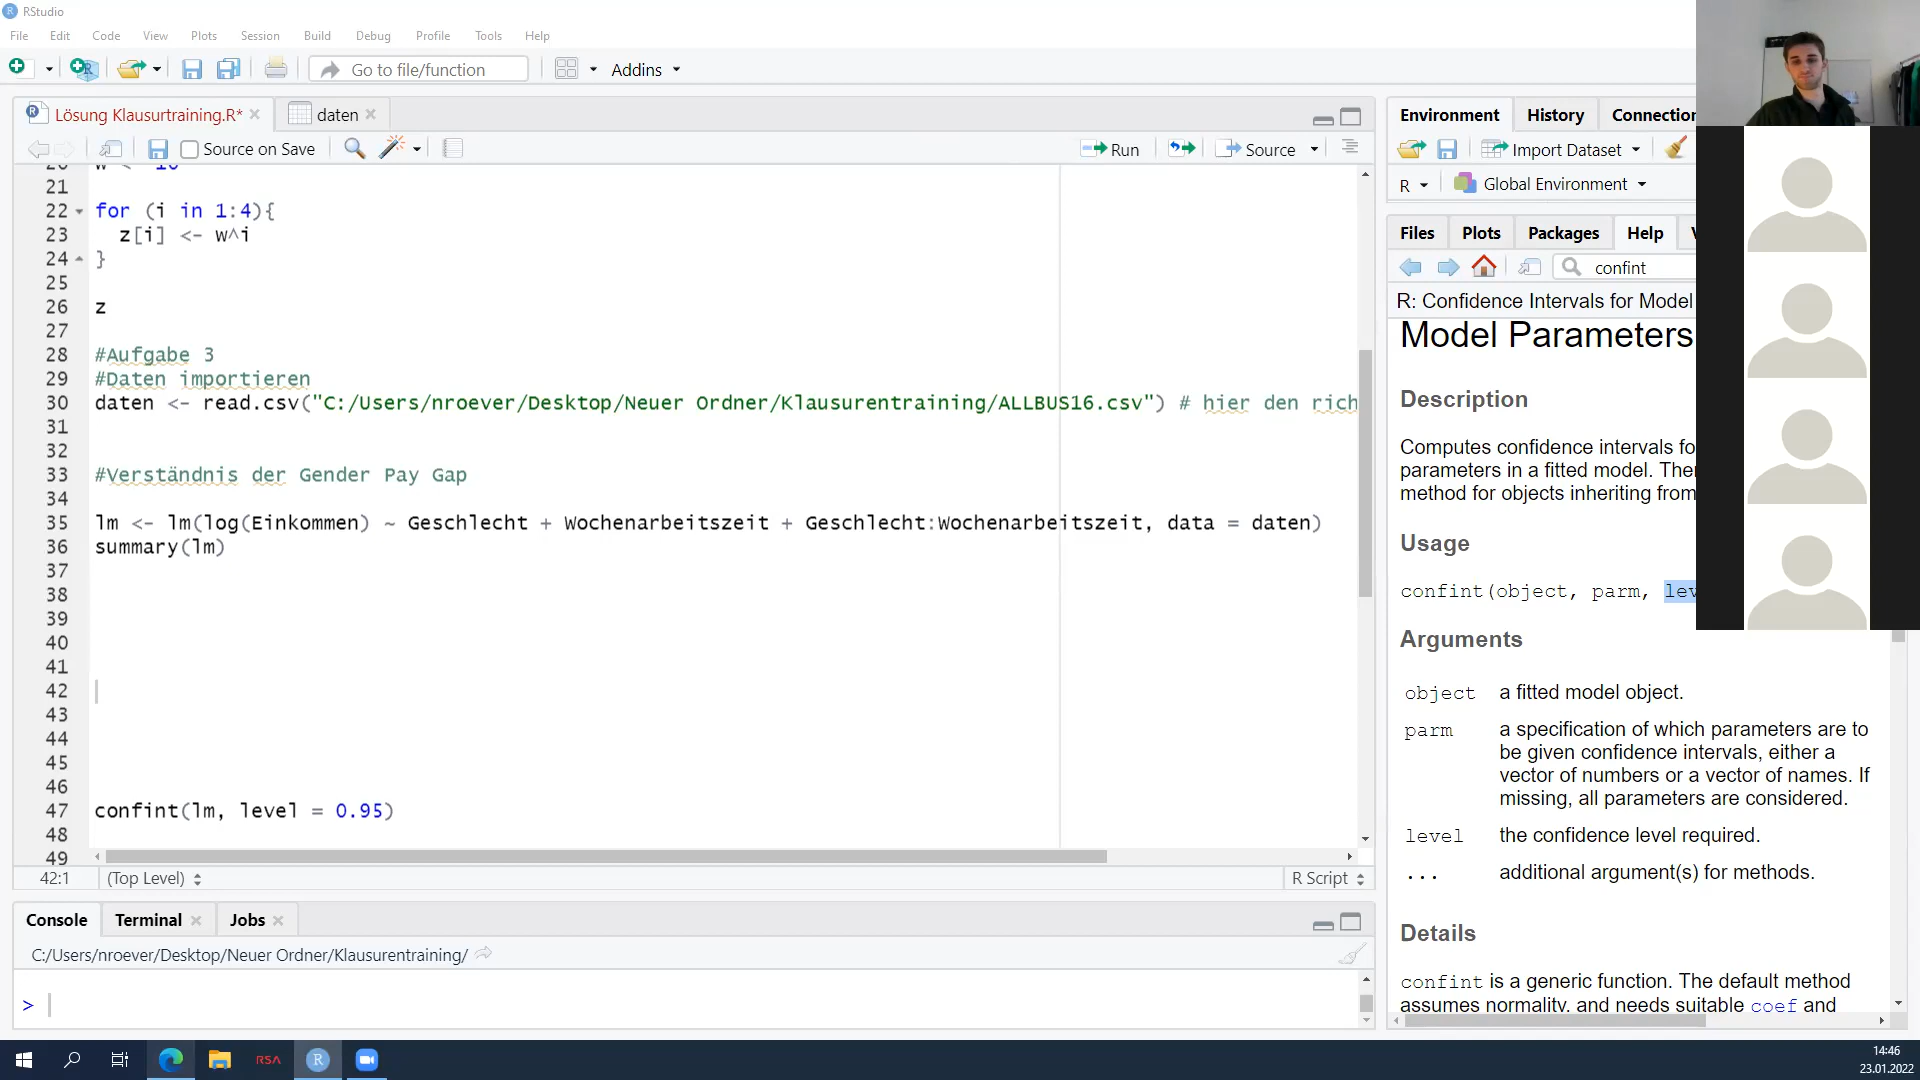 RStudio
File Edit Code View Plots Session Build Debug Profile Tools Help
Go to file/function
Addins
Lösung Klausurtraining.R*
daten
Source on Save
Run
Source
21
22 for (i in 1:4){
23 z[i] <- w^i
24 }
25
26 z
27
28 #Aufgabe 3
29 #Daten importieren
30 daten <- read.csv("C:/Users/nroever/Desktop/Neuer Ordner/Klausurentraining/ALLBUS16.csv") # hier den rich
31
32
33 #Verständnis der Gender Pay Gap
34
35 lm <- lm(log(Einkommen) ~ Geschlecht + Wochenarbeitszeit + Geschlecht:Wochenarbeitszeit, data = daten)
36 summary(lm)
37
38
39
40
41
42
43
44
45
46
47 confint(lm, level = 0.95)
48
49
42:1 (Top Level) R Script
Console Terminal Jobs
C:/Users/nroever/Desktop/Neuer Ordner/Klausurentraining/
>
Environment History Connection
Import Dataset
R Global Environment
Files Plots Packages Help
confint
R: Confidence Intervals for Model
Model Parameters
Description
Computes confidence intervals fo
parameters in a fitted model. Ther
method for objects inheriting from
Usage
confint(object, parm, lev
Arguments
object a fitted model object.
parm a specification of which parameters are to
be given confidence intervals, either a
vector of numbers or a vector of names. If
missing, all parameters are considered.
level the confidence level required.
... additional argument(s) for methods.
Details
confint is a generic function. The default method
assumes normality, and needs suitable coef and
RSA
14:46
23.01.2022